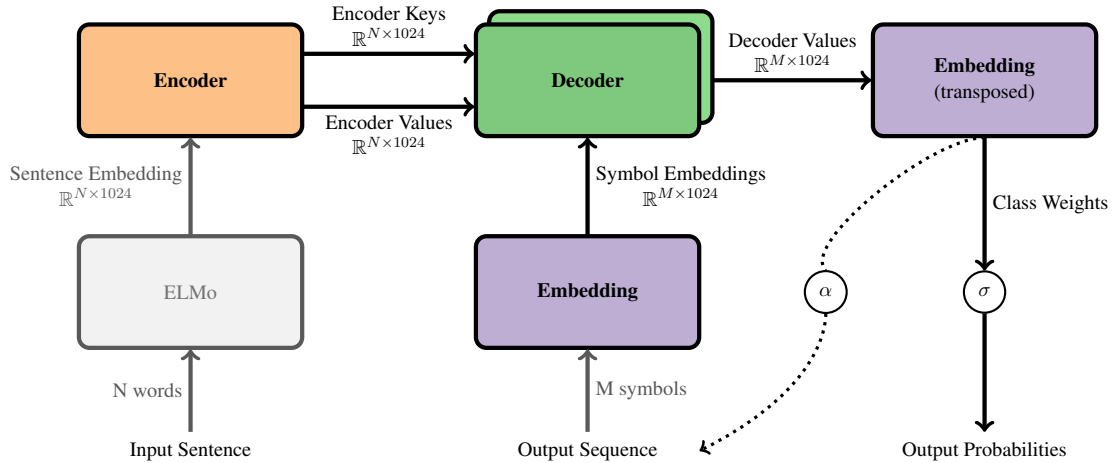 Encoder Keys
ℝ^{N×1024}
Encoder
Decoder
Decoder Values
ℝ^{M×1024}
Embedding
(transposed)
Encoder Values
ℝ^{N×1024}
Sentence Embedding
ℝ^{N×1024}
Symbol Embeddings
ℝ^{M×1024}
Class Weights
ELMo
Embedding
α
σ
N words
M symbols
Input Sentence
Output Sequence
Output Probabilities